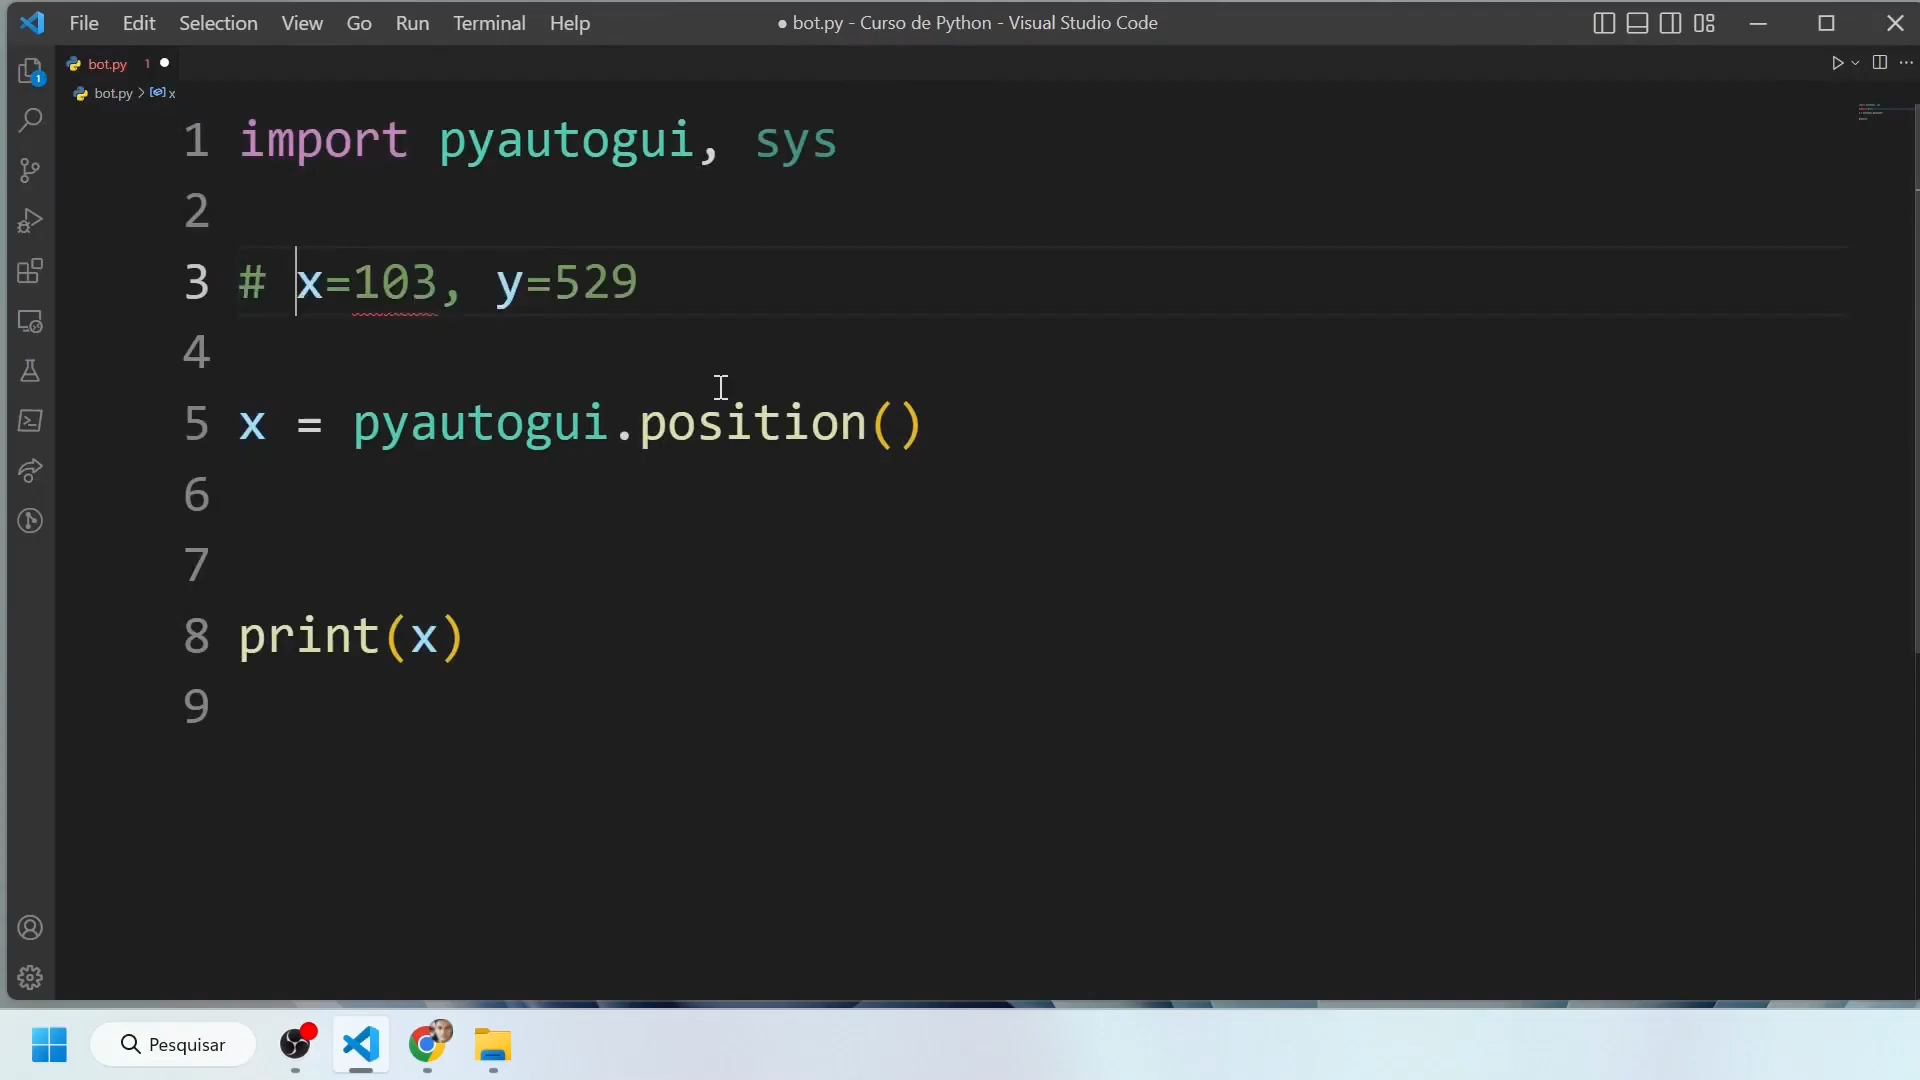 File Edit Selection View Go Run Terminal Help
● bot.py - Curso de Python - Visual Studio Code
bot.py 1 ●
bot.py > x
1 import pyautogui, sys
2
3 # x=103, y=529
4
5 x = pyautogui.position()
6
7
8 print(x)
9
1
Pesquisar